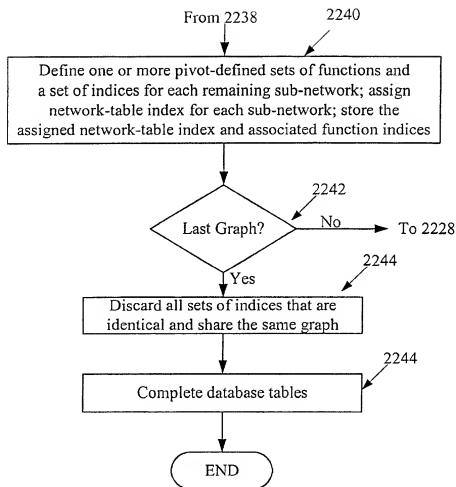 From 2238
2240
Define one or more pivot-defined sets of functions and
a set of indices for each remaining sub-network; assign
network-table index for each sub-network; store the
assigned network-table index and associated function indices
2242
Last Graph?
No
To 2228
Yes
2244
Discard all sets of indices that are
identical and share the same graph
2244
Complete database tables
END